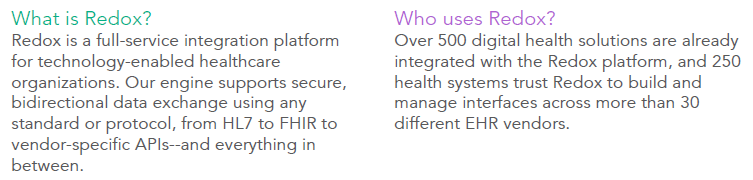 What is Redox?
Redox is a full-service integration platform
for technology-enabled healthcare
organizations. Our engine supports secure,
bidirectional data exchange using any
standard or protocol, from HL7 to FHIR to
vendor-specific APIs--and everything in
between.
Who uses Redox?
Over 500 digital health solutions are already
integrated with the Redox platform, and 250
health systems trust Redox to build and
manage interfaces across more than 30
different EHR vendors.